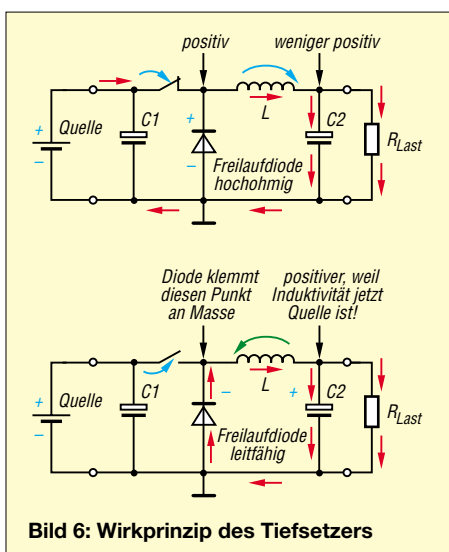 positiv
weniger positiv
+
Quelle
–
C1
+
–
L
C2
R Last
Freilaufdiode
hochohmig
Diode klemmt
diesen Punkt
an Masse
positiver, weil
Induktivität jetzt
Quelle ist!
+
Quelle
–
C1
–
L
+
C2
R Last
Freilaufdiode
leitfähig
Bild 6: Wirkprinzip des Tiefsetzers